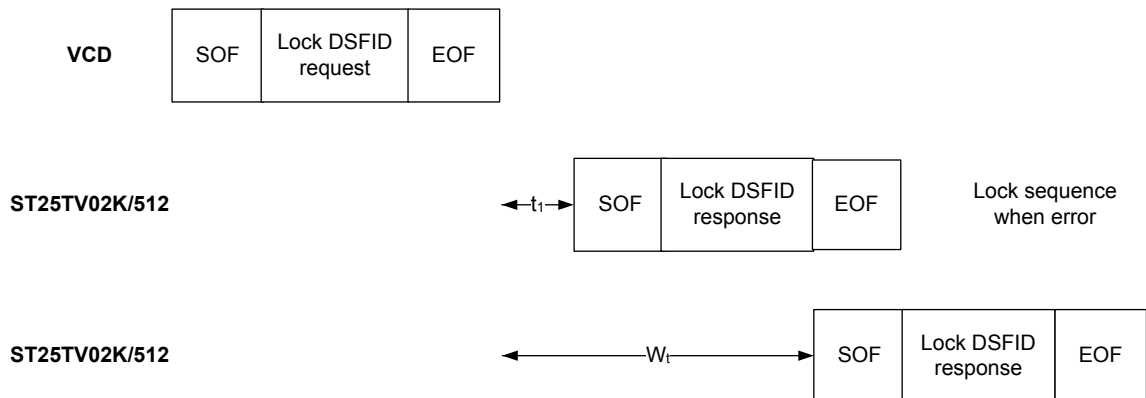 VCD
SOF
Lock DSFID
request
EOF
ST25TV02K/512
t1
SOF
Lock DSFID
response
EOF
Lock sequence
when error
ST25TV02K/512
Wt
SOF
Lock DSFID
response
EOF